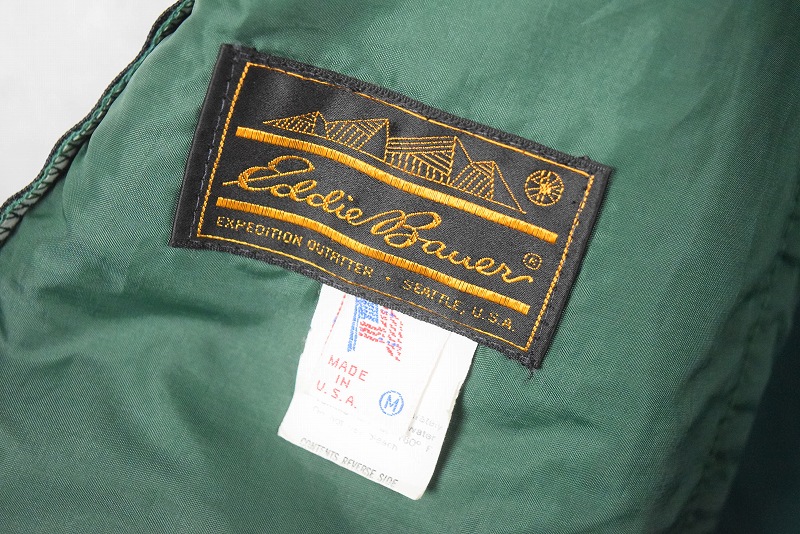 Eddie Bauer®
EXPEDITION OUTFITTER • SEATTLE, U.S.A.
MADE
IN
U.S.A.
M
CONTENTS REVERSE SIDE